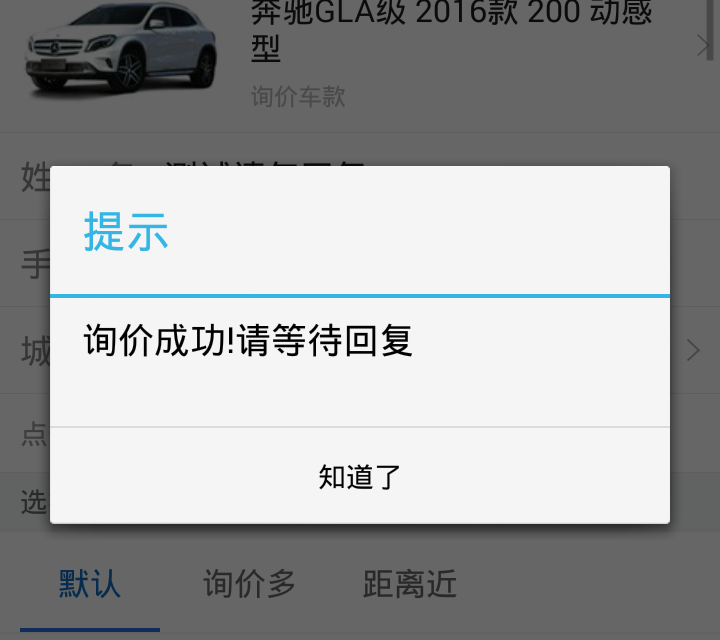 奔驰GLA级 2016款 200 动感
型
询价车款
姓
提示
手
询价成功!请等待回复
城
点
知道了
选
默认 询价多 距离近